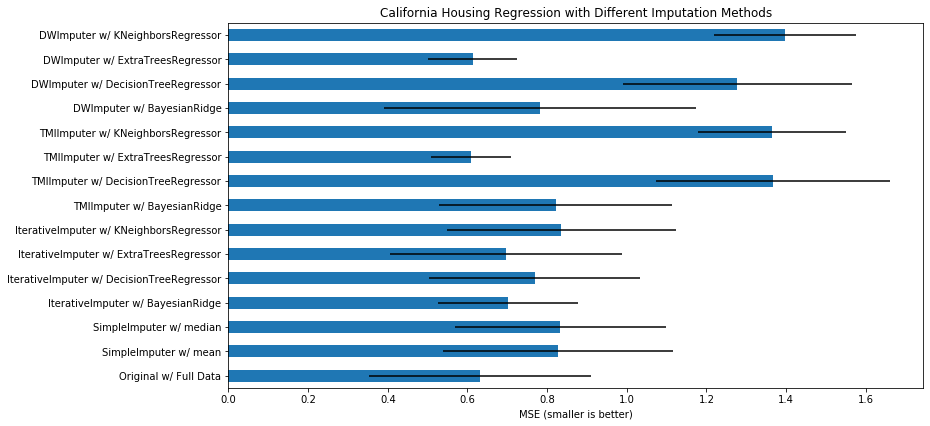 California Housing Regression with Different Imputation Methods
DWImputer w/ KNeighborsRegressor
DWImputer w/ ExtraTreesRegressor
DWImputer w/ DecisionTreeRegressor
DWImputer w/ BayesianRidge
TMIImputer w/ KNeighborsRegressor
TMIImputer w/ ExtraTreesRegressor
TMIImputer w/ DecisionTreeRegressor
TMIImputer w/ BayesianRidge
IterativeImputer w/ KNeighborsRegressor
IterativeImputer w/ ExtraTreesRegressor
IterativeImputer w/ DecisionTreeRegressor
IterativeImputer w/ BayesianRidge
SimpleImputer w/ median
SimpleImputer w/ mean
Original w/ Full Data
0.0 0.2 0.4 0.6 0.8 1.0 1.2 1.4 1.6
MSE (smaller is better)